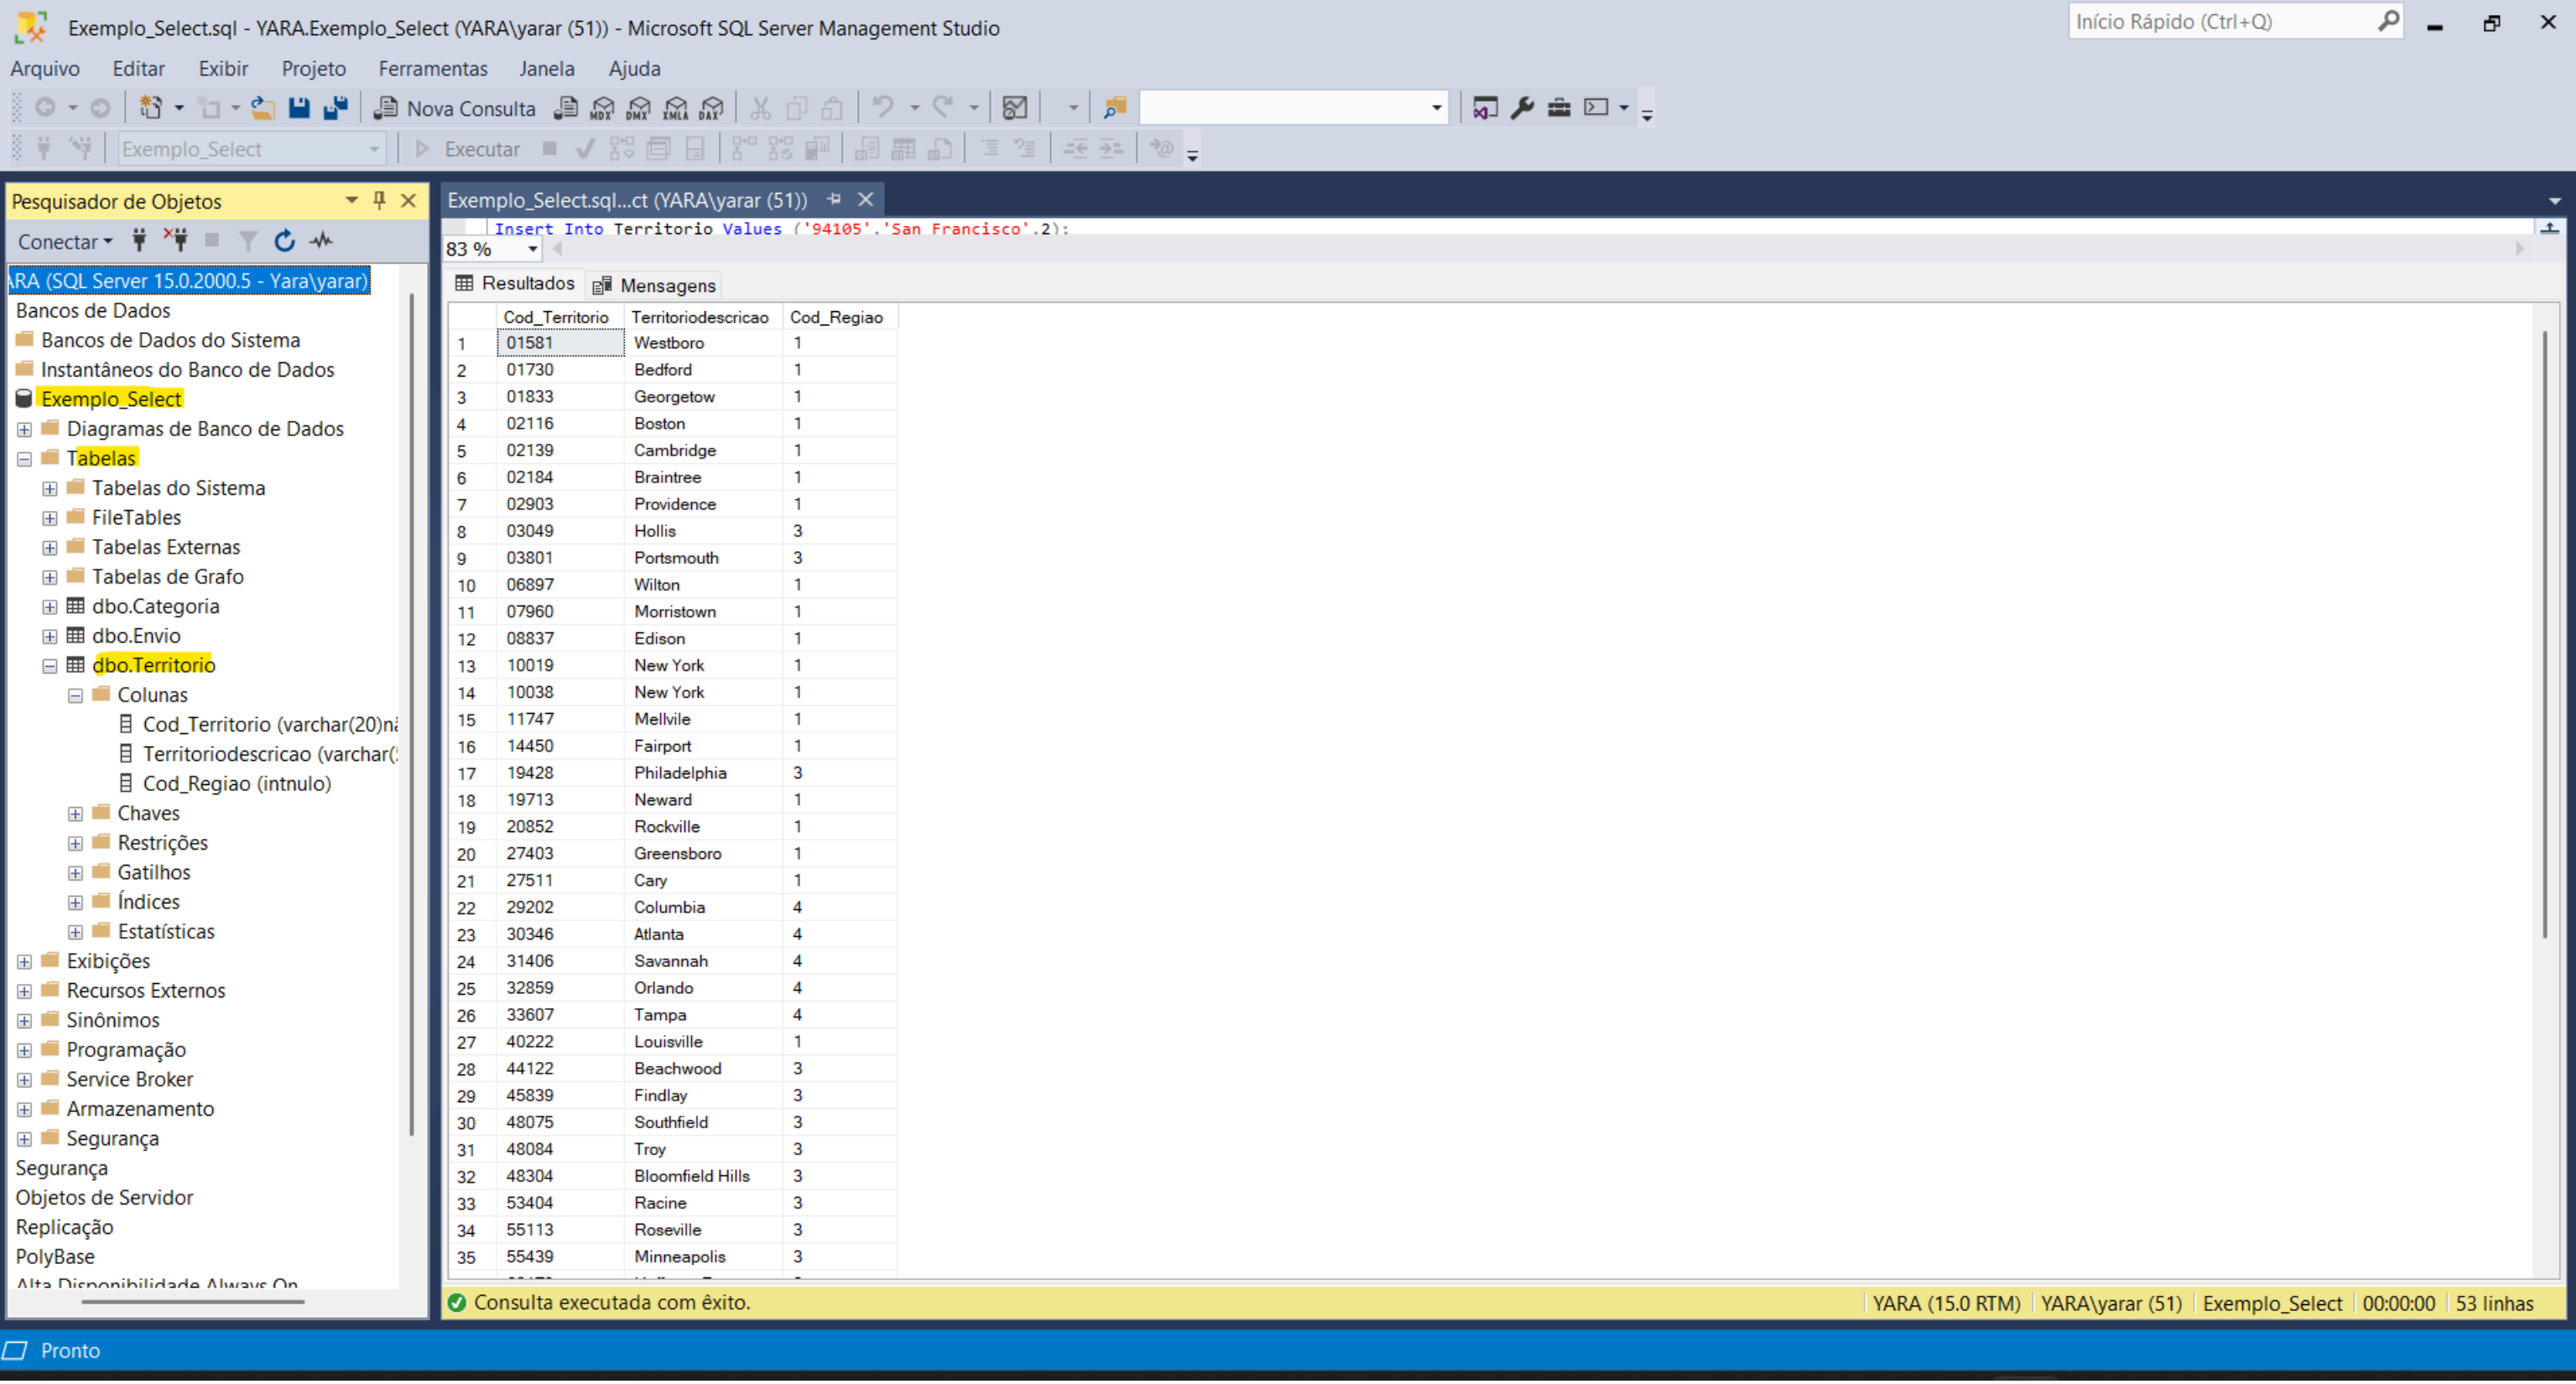 Exemplo_Select.sql - YARA.Exemplo_Select (YARA\yarar (51)) - Microsoft SQL Server Management Studio
Início Rápido (Ctrl+Q)
Arquivo Editar Exibir Projeto Ferramentas Janela Ajuda
Nova Consulta MDX DMX XMLA DAX
Exemplo_Select Executar
Pesquisador de Objetos
Conectar
ARA (SQL Server 15.0.2000.5 - Yara\yarar)
Bancos de Dados
Bancos de Dados do Sistema
Instantâneos do Banco de Dados
Exemplo_Select
Diagramas de Banco de Dados
Tabelas
Tabelas do Sistema
FileTables
Tabelas Externas
Tabelas de Grafo
dbo.Categoria
dbo.Envio
dbo.Territorio
Colunas
Cod_Territorio (varchar(20)nã
Territoriodescricao (varchar(
Cod_Regiao (intnulo)
Chaves
Restrições
Gatilhos
Índices
Estatísticas
Exibições
Recursos Externos
Sinônimos
Programação
Service Broker
Armazenamento
Segurança
Segurança
Objetos de Servidor
Replicação
PolyBase
Alta Disponibilidade Always On
Exemplo_Select.sql...ct (YARA\yarar (51))
Insert Into Territorio Values ('94105','San Francisco',2);
83 %
Resultados Mensagens
Cod_Territorio Territoriodescricao Cod_Regiao
1 01581 Westboro 1
2 01730 Bedford 1
3 01833 Georgetow 1
4 02116 Boston 1
5 02139 Cambridge 1
6 02184 Braintree 1
7 02903 Providence 1
8 03049 Hollis 3
9 03801 Portsmouth 3
10 06897 Wilton 1
11 07960 Morristown 1
12 08837 Edison 1
13 10019 New York 1
14 10038 New York 1
15 11747 Mellvile 1
16 14450 Fairport 1
17 19428 Philadelphia 3
18 19713 Neward 1
19 20852 Rockville 1
20 27403 Greensboro 1
21 27511 Cary 1
22 29202 Columbia 4
23 30346 Atlanta 4
24 31406 Savannah 4
25 32859 Orlando 4
26 33607 Tampa 4
27 40222 Louisville 1
28 44122 Beachwood 3
29 45839 Findlay 3
30 48075 Southfield 3
31 48084 Troy 3
32 48304 Bloomfield Hills 3
33 53404 Racine 3
34 55113 Roseville 3
35 55439 Minneapolis 3
Consulta executada com êxito.
YARA (15.0 RTM) YARA\yarar (51) Exemplo_Select 00:00:00 53 linhas
Pronto